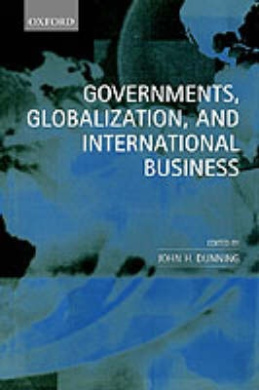 OXFORD
GOVERNMENTS,
GLOBALIZATION, AND
INTERNATIONAL
BUSINESS
EDITED BY
JOHN H. DUNNING